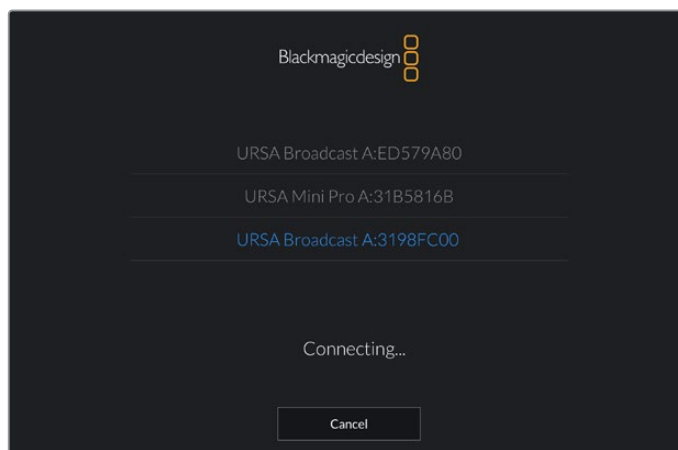 Blackmagicdesign
URSA Broadcast A:ED579A80
URSA Mini Pro A:31B5816B
URSA Broadcast A:3198FC00
Connecting...
Cancel